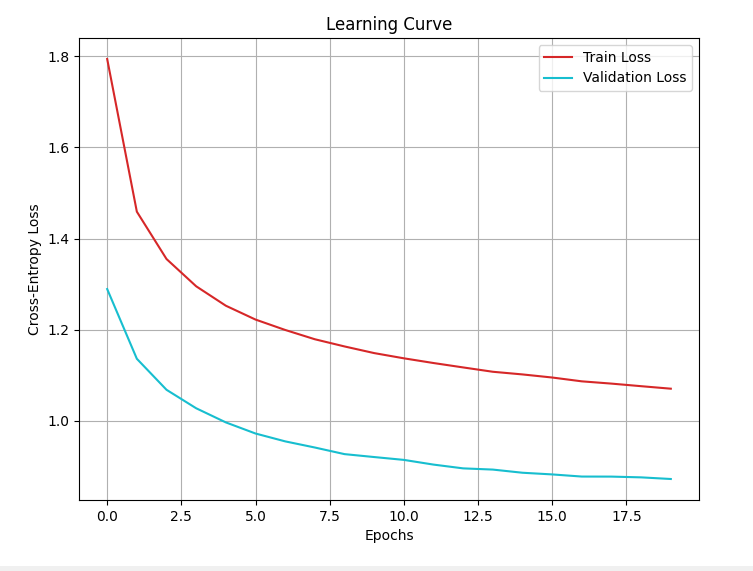 Learning Curve
Train Loss
Validation Loss
Cross-Entropy Loss
1.8
1.6
1.4
1.2
1.0
0.0 2.5 5.0 7.5 10.0 12.5 15.0 17.5
Epochs